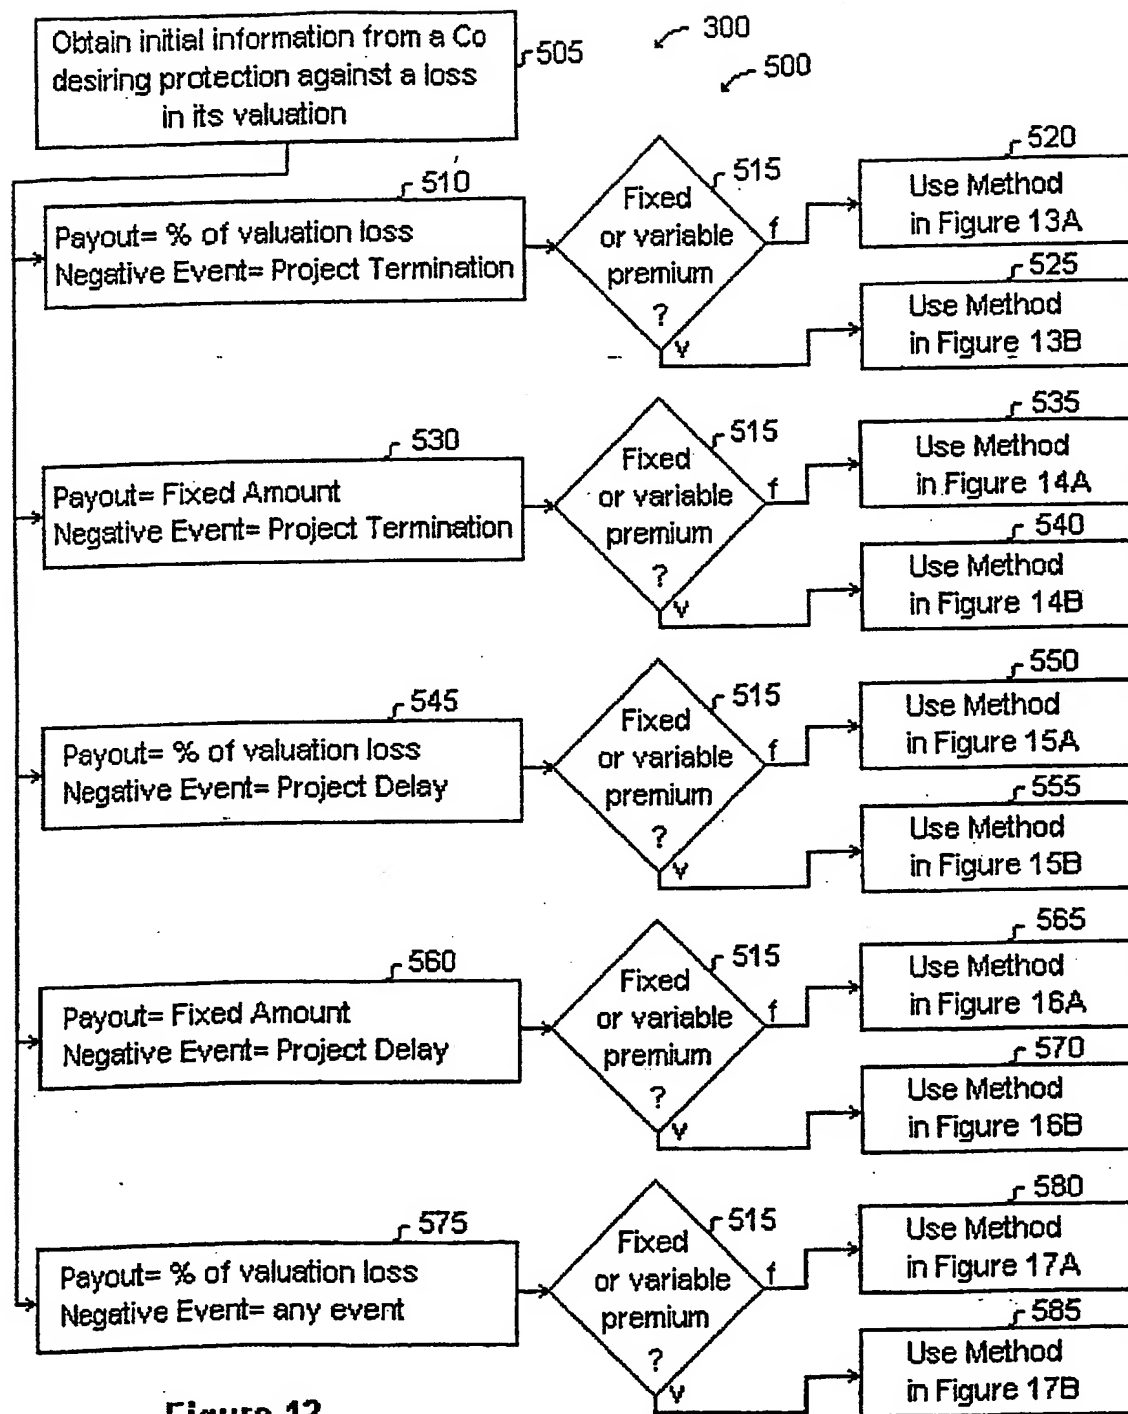 Obtain initial information from a Co
desiring protection against a loss
in its valuation
505
300
500
510
Payout= % of valuation loss
Negative Event= Project Termination
515
Fixed
or variable
premium
?
f
v
520
Use Method
in Figure 13A
525
Use Method
in Figure 13B
530
Payout= Fixed Amount
Negative Event= Project Termination
515
Fixed
or variable
premium
?
f
v
535
Use Method
in Figure 14A
540
Use Method
in Figure 14B
545
Payout= % of valuation loss
Negative Event= Project Delay
515
Fixed
or variable
premium
?
f
v
550
Use Method
in Figure 15A
555
Use Method
in Figure 15B
560
Payout= Fixed Amount
Negative Event= Project Delay
515
Fixed
or variable
premium
?
f
v
565
Use Method
in Figure 16A
570
Use Method
in Figure 16B
575
Payout= % of valuation loss
Negative Event= any event
515
Fixed
or variable
premium
?
f
v
580
Use Method
in Figure 17A
585
Use Method
in Figure 17B
Figure 12